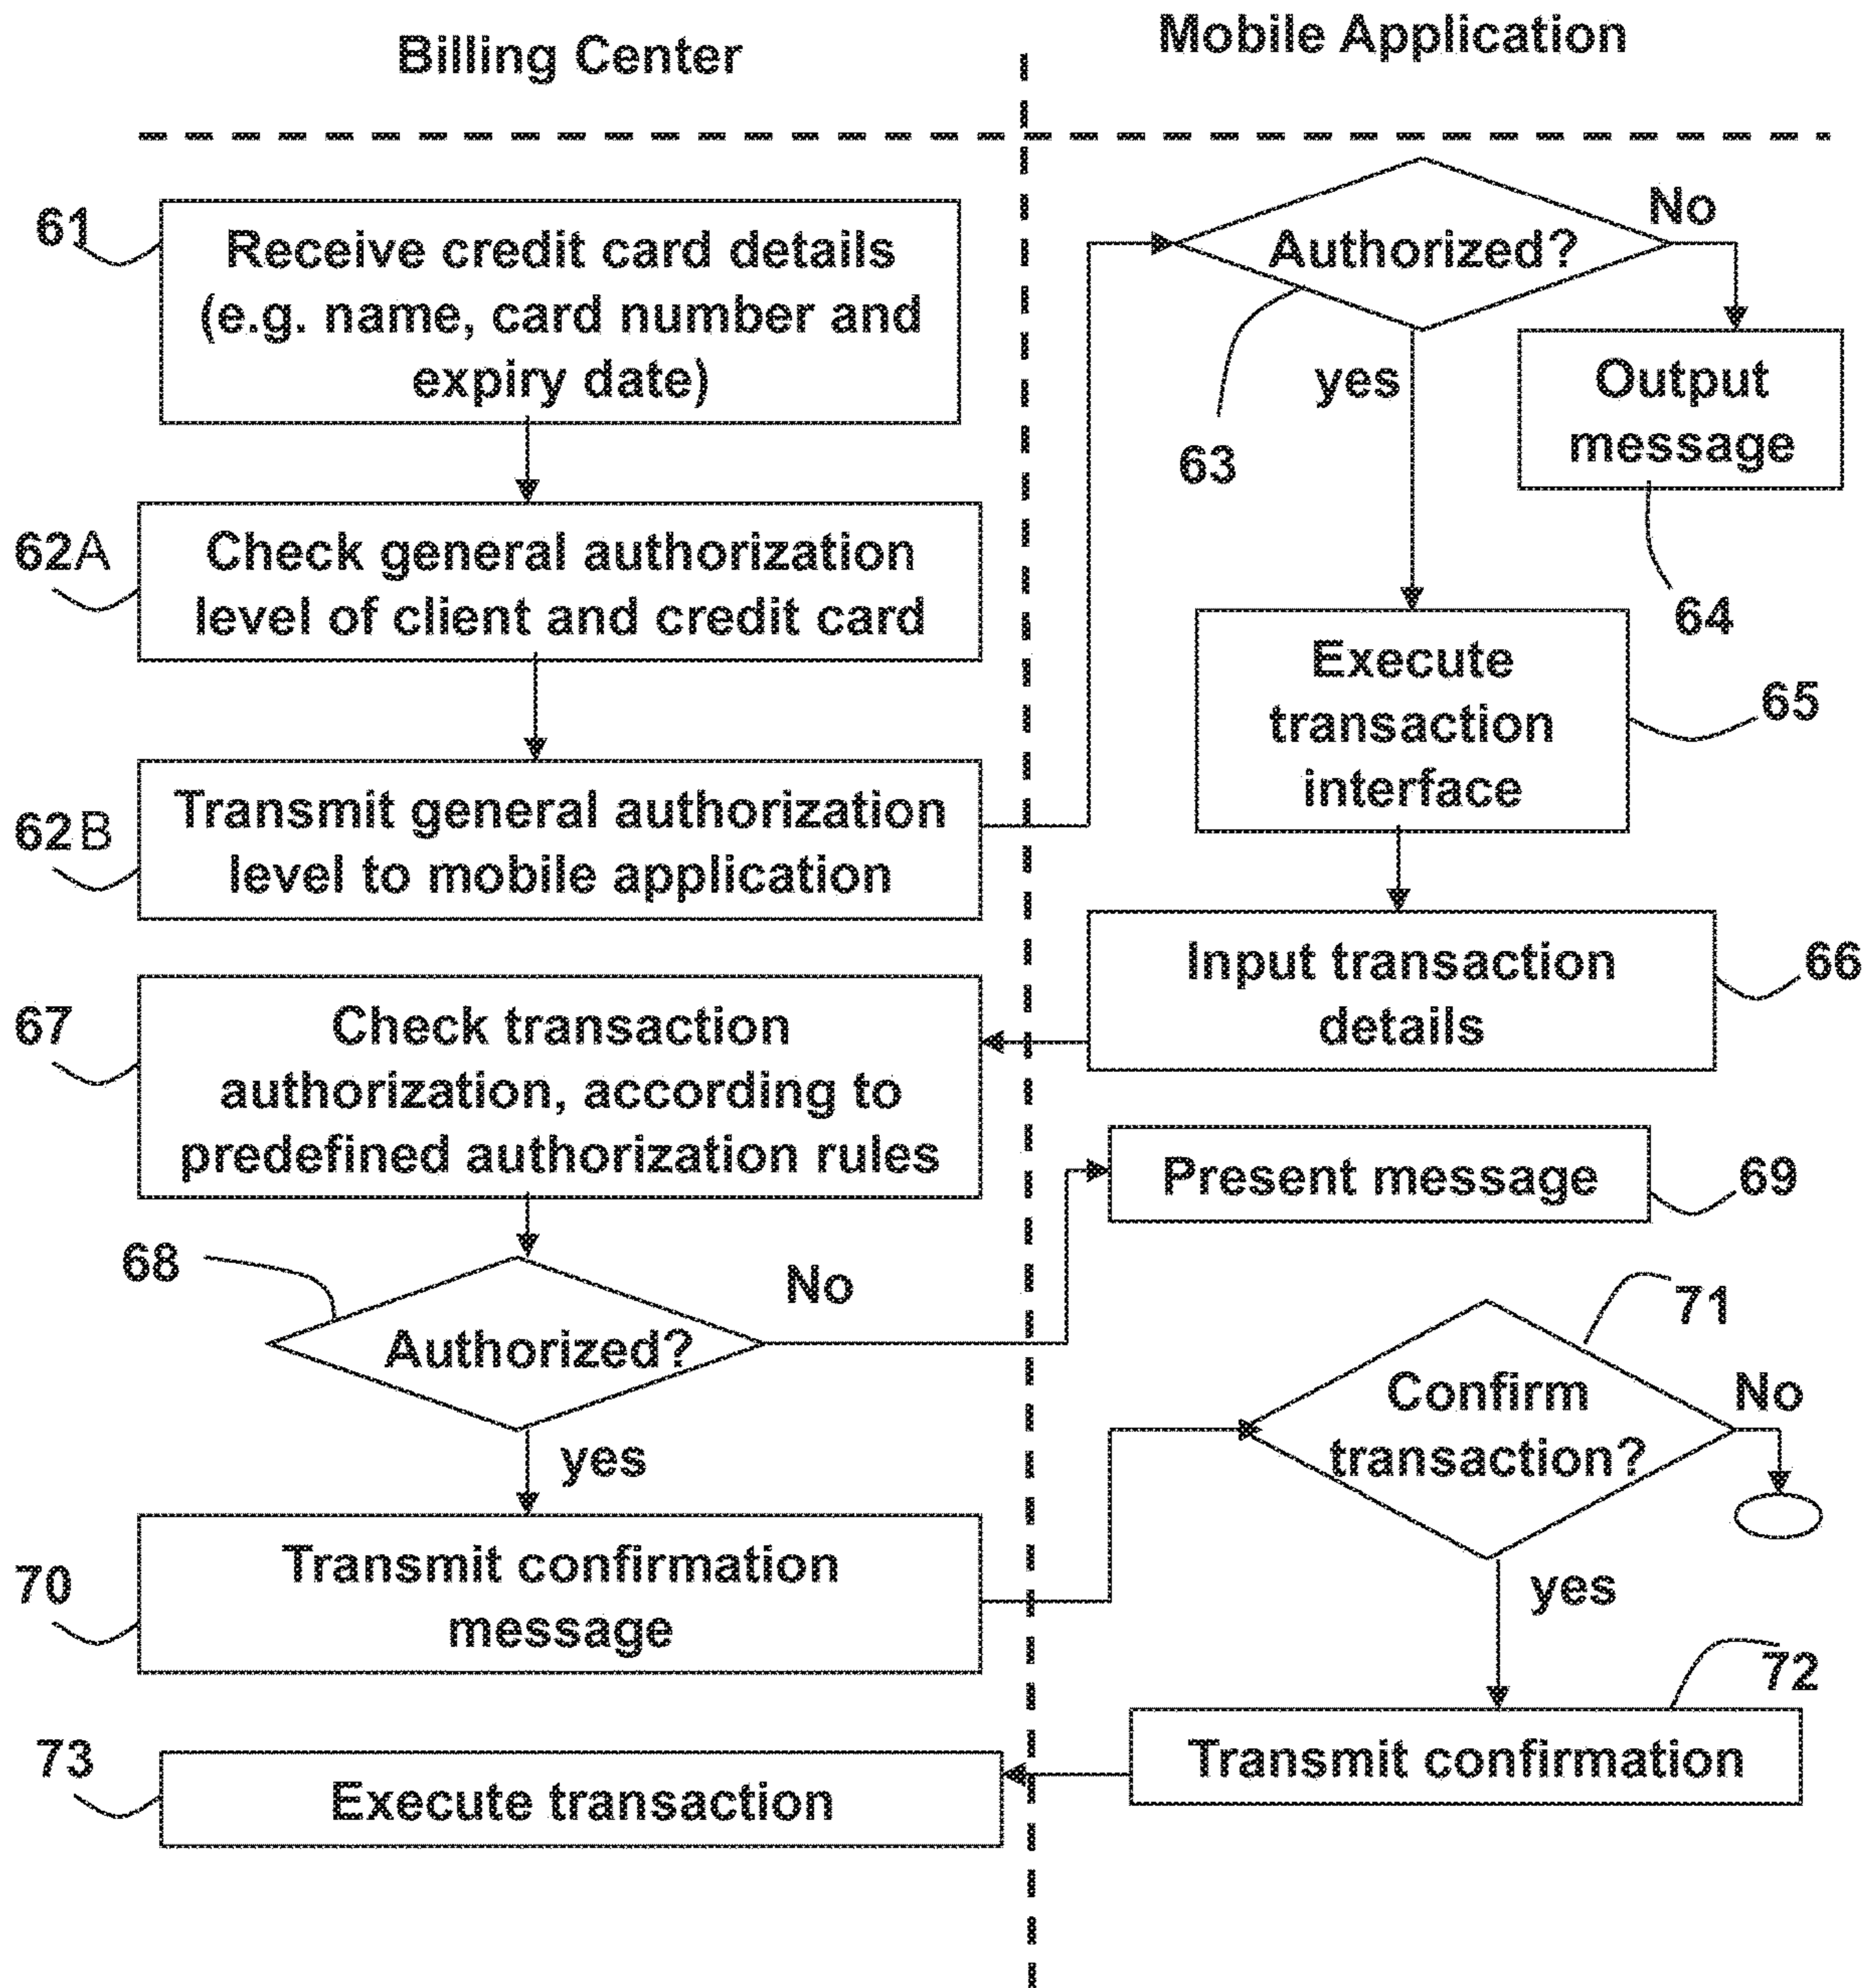 Billing Center
Mobile Application
61
Receive credit card details
(e.g. name, card number and
expiry date)
62A
Check general authorization
level of client and credit card
62B
Transmit general authorization
level to mobile application
Authorized?
No
yes
63
Output
message
64
Execute
transaction
interface
65
Input transaction
details
66
67
Check transaction
authorization, according to
predefined authorization rules
68
Authorized?
No
yes
Present message
69
70
Transmit confirmation
message
71
Confirm
transaction?
No
yes
72
Transmit confirmation
73
Execute transaction